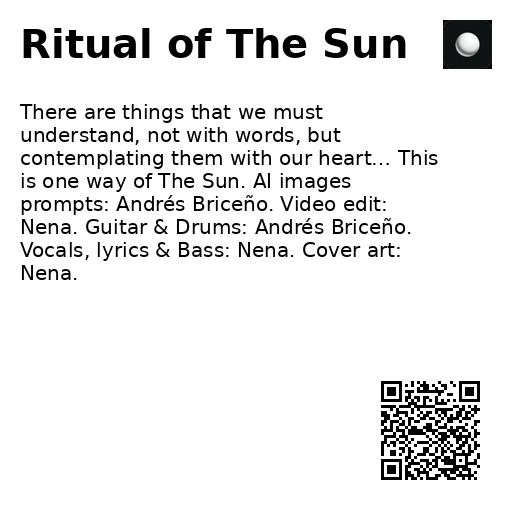 Ritual of The Sun
There are things that we must
understand, not with words, but
contemplating them with our heart... This
is one way of The Sun. AI images
prompts: Andrés Briceño. Video edit:
Nena. Guitar & Drums: Andrés Briceño.
Vocals, lyrics & Bass: Nena. Cover art:
Nena.